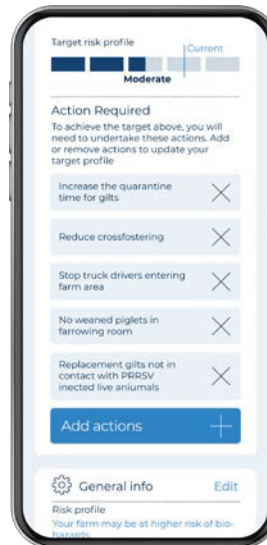 Target risk profile
Current
Moderate
Action Required
To achieve the target above, you will
need to undertake these actions. Add
or remove actions to update your
target profile
Increase the quarantine
time for gilts
Reduce crossfostering
Stop truck drivers entering
farm area
No weaned piglets in
farrowing room
Replacement gilts not in
contact with PRRSV
inected live aniumals
Add actions
General info
Edit
Risk profile
Your farm may be at higher risk of bio-
hazards